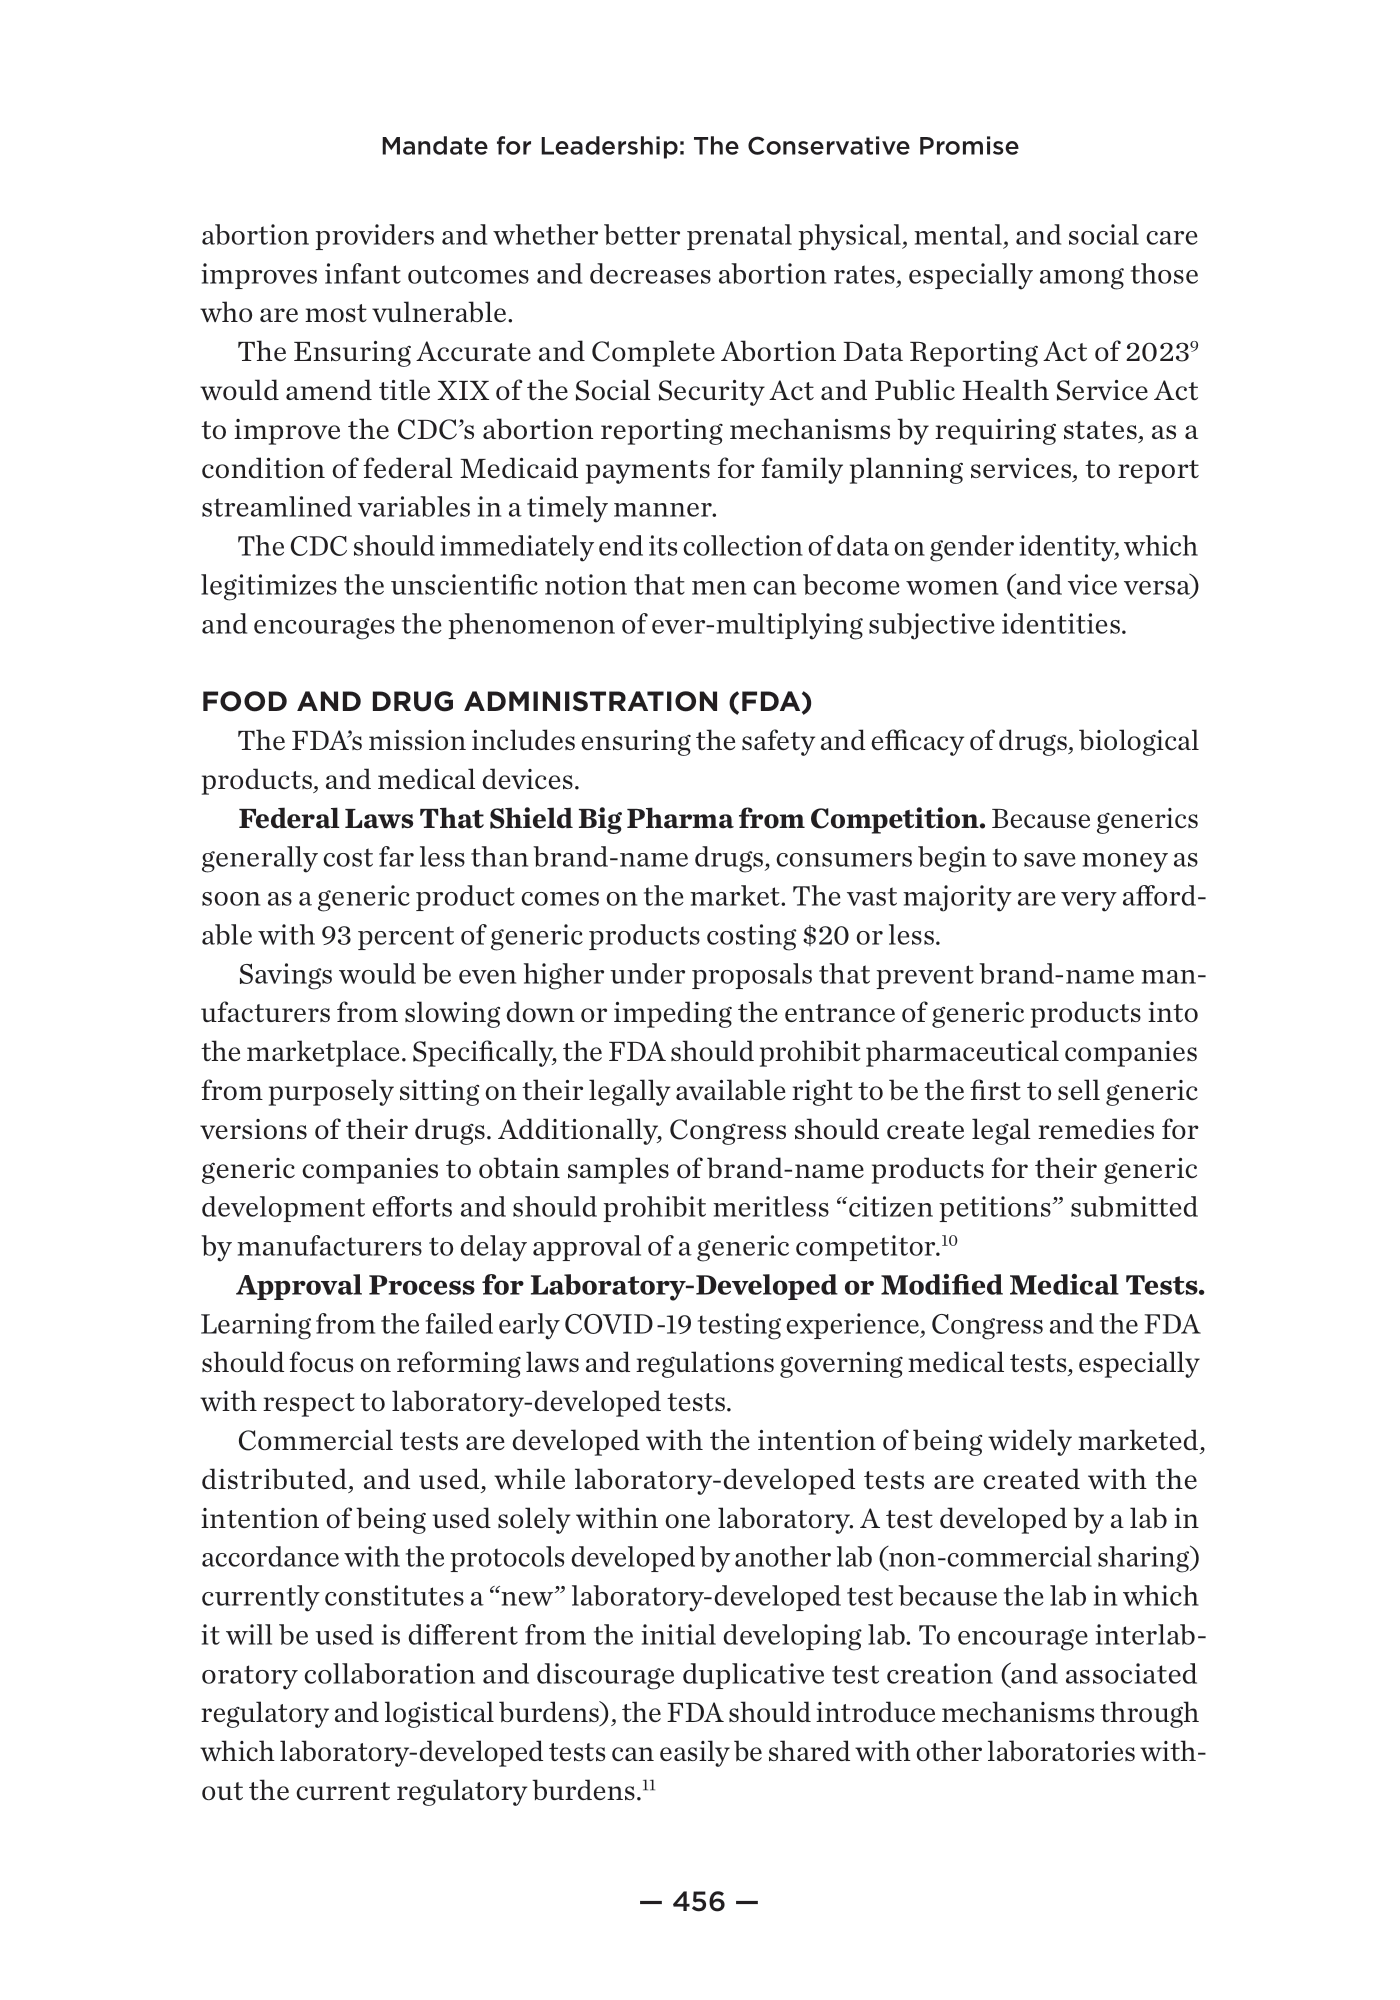 Mandate for Leadership: The Conservative Promise
abortion providers and whether better prenatal physical, mental, and social care
improves infant outcomes and decreases abortion rates, especially among those
who are most vulnerable.
The Ensuring Accurate and Complete Abortion Data Reporting Act of 2023⁹
would amend title XIX of the Social Security Act and Public Health Service Act
to improve the CDC’s abortion reporting mechanisms by requiring states, as a
condition of federal Medicaid payments for family planning services, to report
streamlined variables in a timely manner.
The CDC should immediately end its collection of data on gender identity, which
legitimizes the unscientific notion that men can become women (and vice versa)
and encourages the phenomenon of ever-multiplying subjective identities.
FOOD AND DRUG ADMINISTRATION (FDA)
The FDA’s mission includes ensuring the safety and efficacy of drugs, biological
products, and medical devices.
Federal Laws That Shield Big Pharma from Competition. Because generics
generally cost far less than brand-name drugs, consumers begin to save money as
soon as a generic product comes on the market. The vast majority are very afford-
able with 93 percent of generic products costing $20 or less.
Savings would be even higher under proposals that prevent brand-name man-
ufacturers from slowing down or impeding the entrance of generic products into
the marketplace. Specifically, the FDA should prohibit pharmaceutical companies
from purposely sitting on their legally available right to be the first to sell generic
versions of their drugs. Additionally, Congress should create legal remedies for
generic companies to obtain samples of brand-name products for their generic
development efforts and should prohibit meritless “citizen petitions” submitted
by manufacturers to delay approval of a generic competitor.¹⁰
Approval Process for Laboratory-Developed or Modified Medical Tests.
Learning from the failed early COVID-19 testing experience, Congress and the FDA
should focus on reforming laws and regulations governing medical tests, especially
with respect to laboratory-developed tests.
Commercial tests are developed with the intention of being widely marketed,
distributed, and used, while laboratory-developed tests are created with the
intention of being used solely within one laboratory. A test developed by a lab in
accordance with the protocols developed by another lab (non-commercial sharing)
currently constitutes a “new” laboratory-developed test because the lab in which
it will be used is different from the initial developing lab. To encourage interlab-
oratory collaboration and discourage duplicative test creation (and associated
regulatory and logistical burdens), the FDA should introduce mechanisms through
which laboratory-developed tests can easily be shared with other laboratories with-
out the current regulatory burdens.¹¹
— 456 —